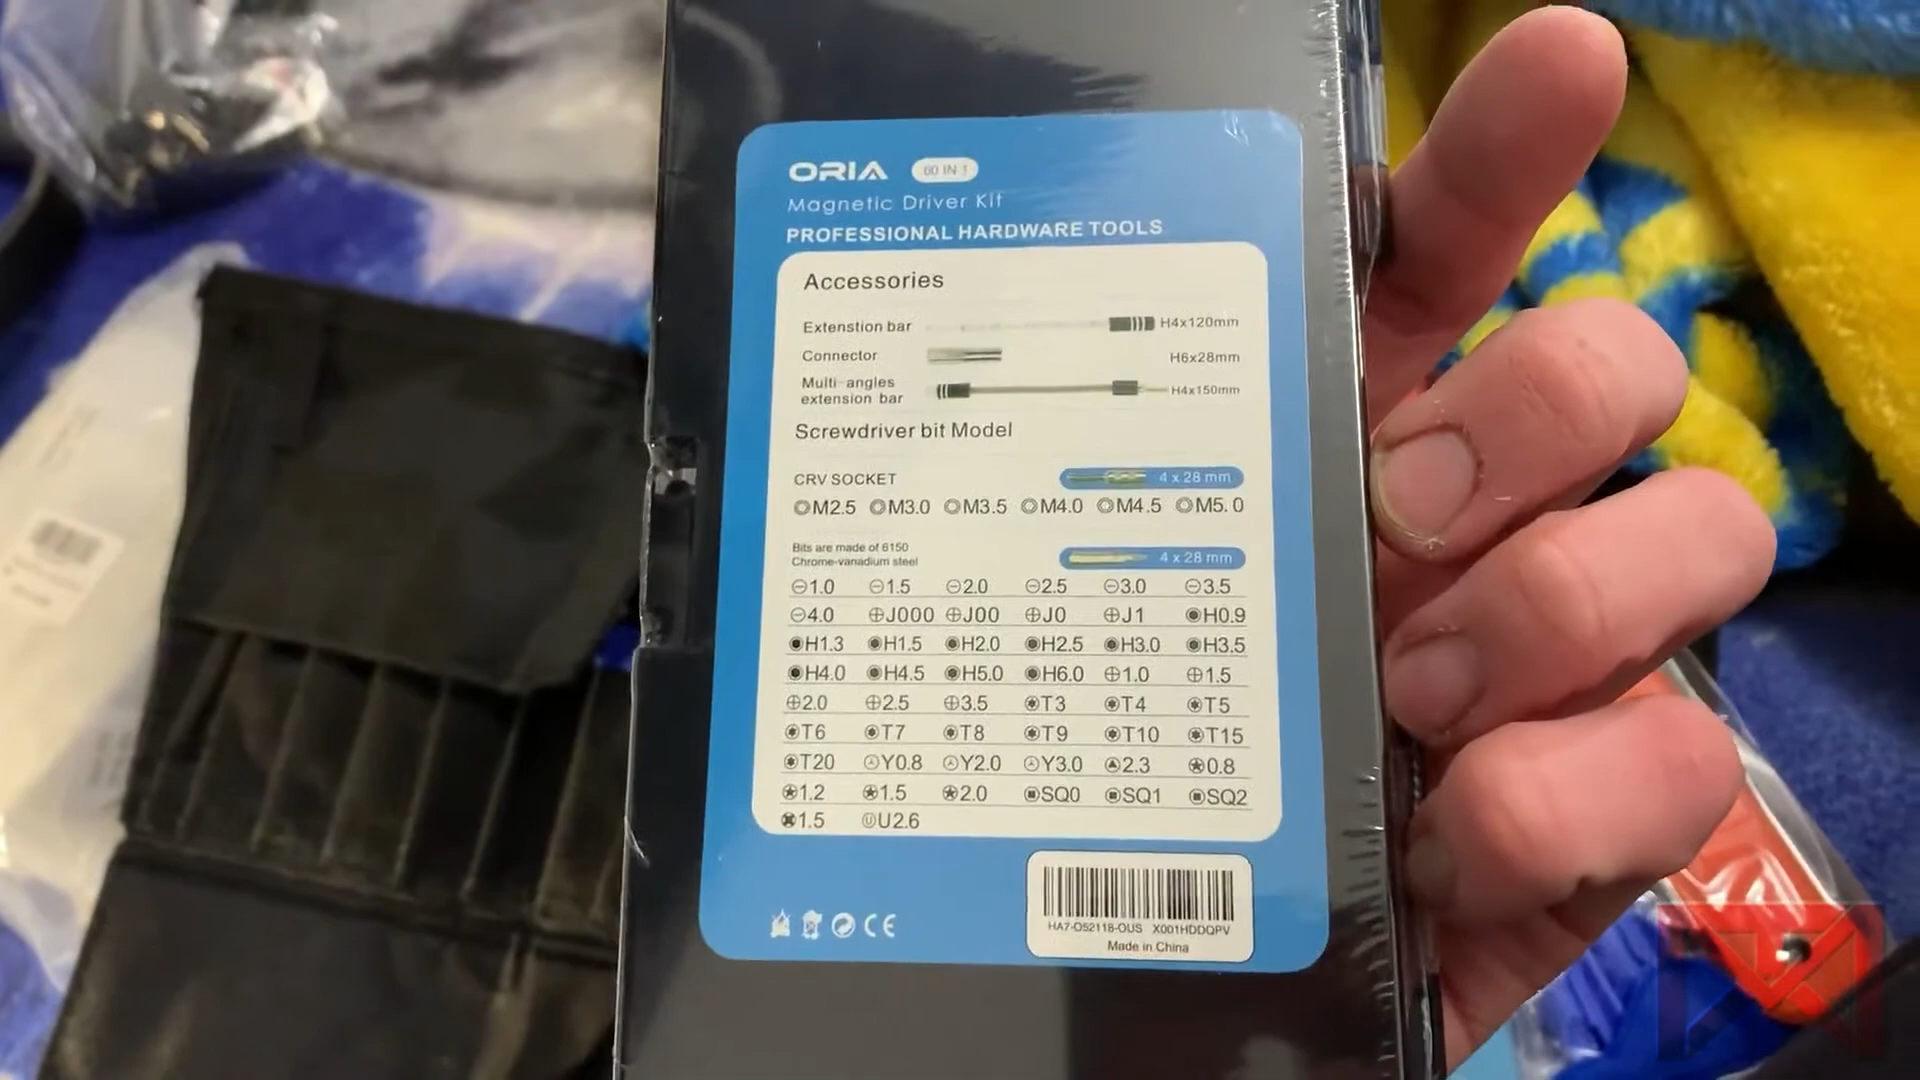 ORIA 60 IN 1
Magnetic Driver Kit
PROFESSIONAL HARDWARE TOOLS
Accessories
Extenstion bar H4x120mm
Connector H6x28mm
Multi-angles
extension bar H4x150mm
Screwdriver bit Model
CRV SOCKET 4 x 28 mm
M2.5 M3.0 M3.5 M4.0 M4.5 M5.0
Bits are made of 6150
Chrome-vanadium steel 4 x 28 mm
1.0 1.5 2.0 2.5 3.0 3.5
4.0 J000 J00 J0 J1 H0.9
H1.3 H1.5 H2.0 H2.5 H3.0 H3.5
H4.0 H4.5 H5.0 H6.0 1.0 1.5
2.0 2.5 3.5 T3 T4 T5
T6 T7 T8 T9 T10 T15
T20 Y0.8 Y2.0 Y3.0 2.3 0.8
1.2 1.5 2.0 SQ0 SQ1 SQ2
1.5 U2.6
CE
HA7-O52118-OUS X001HDDQPV
Made in China